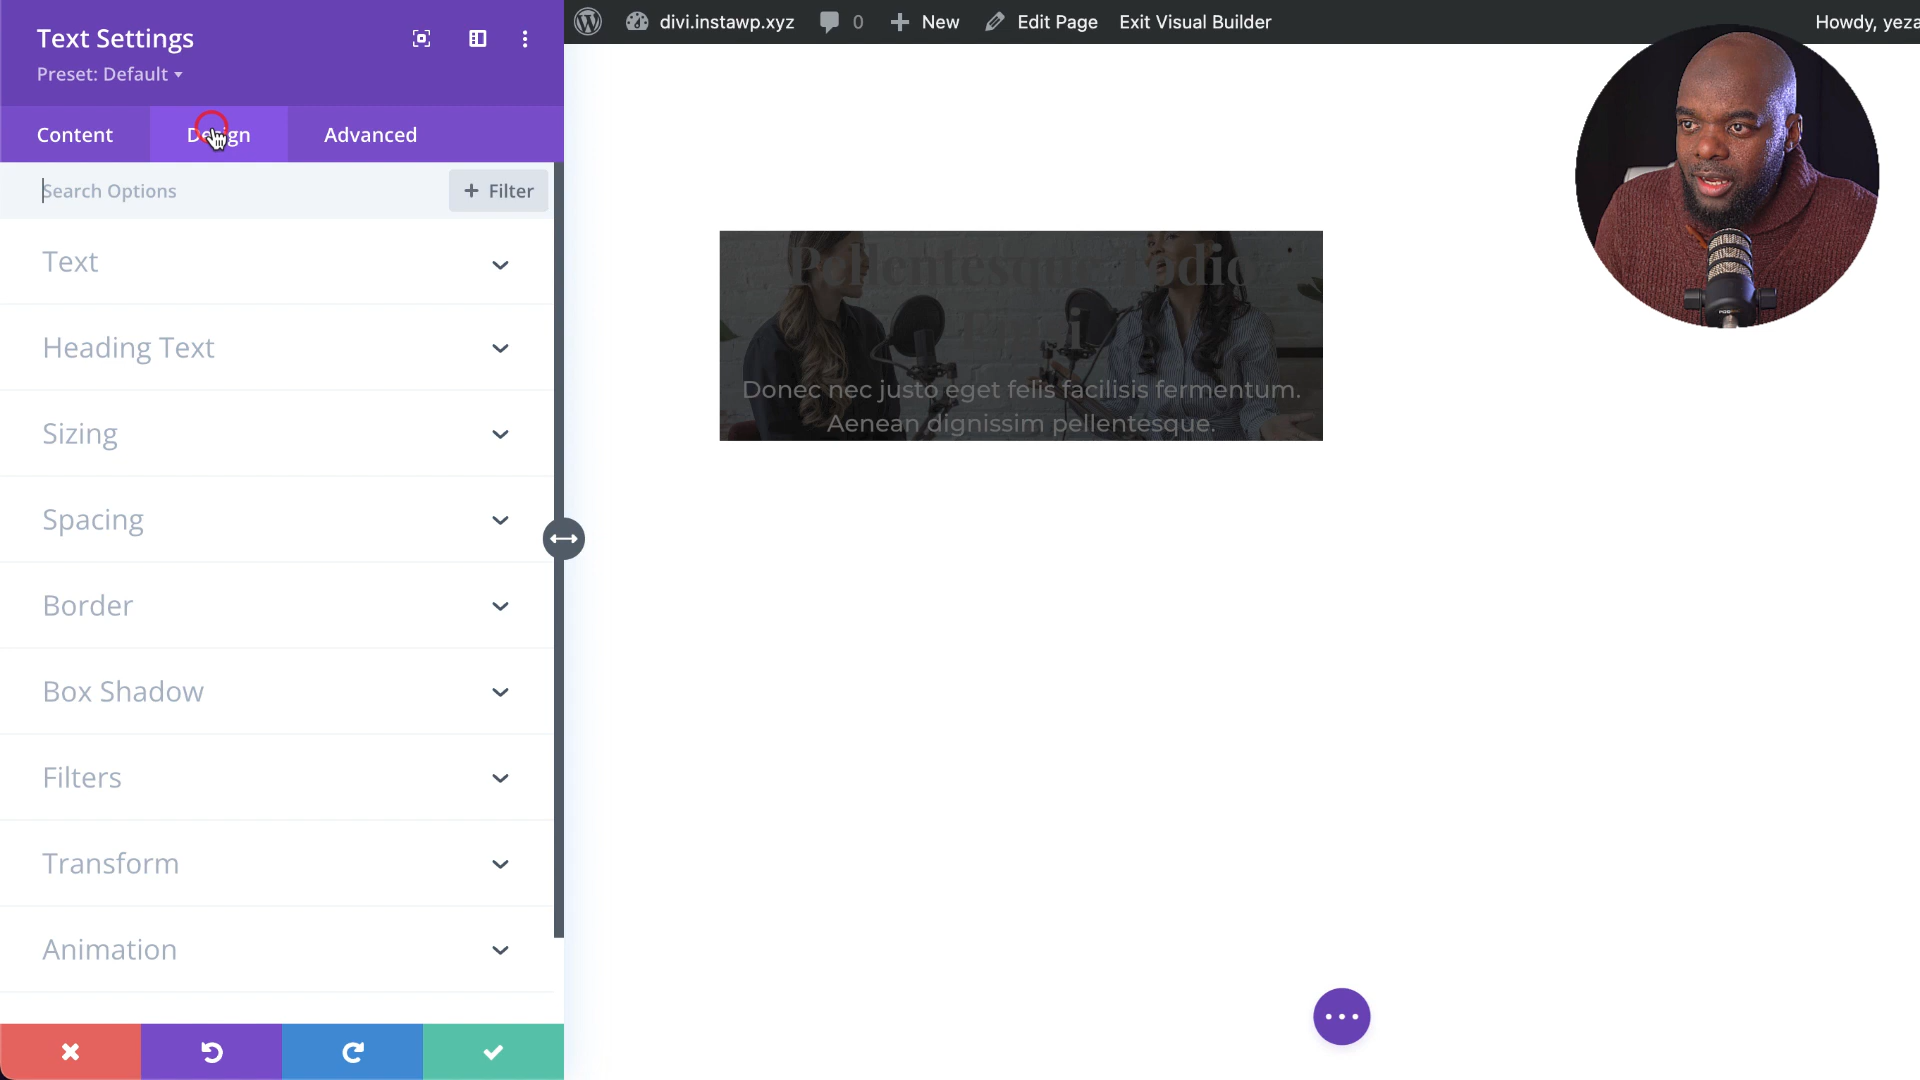 Text Settings
Preset: Default
Content
Design
Advanced
Search Options
+ Filter
Text
Heading Text
Sizing
Spacing
Border
Box Shadow
Filters
Transform
Animation
divi.instawp.xyz
0
New
Edit Page
Exit Visual Builder
Howdy, yeza
Pellentesque
Donec nec justo eget felis facilisis fermentum.
Aenean dignissim pellentesque.